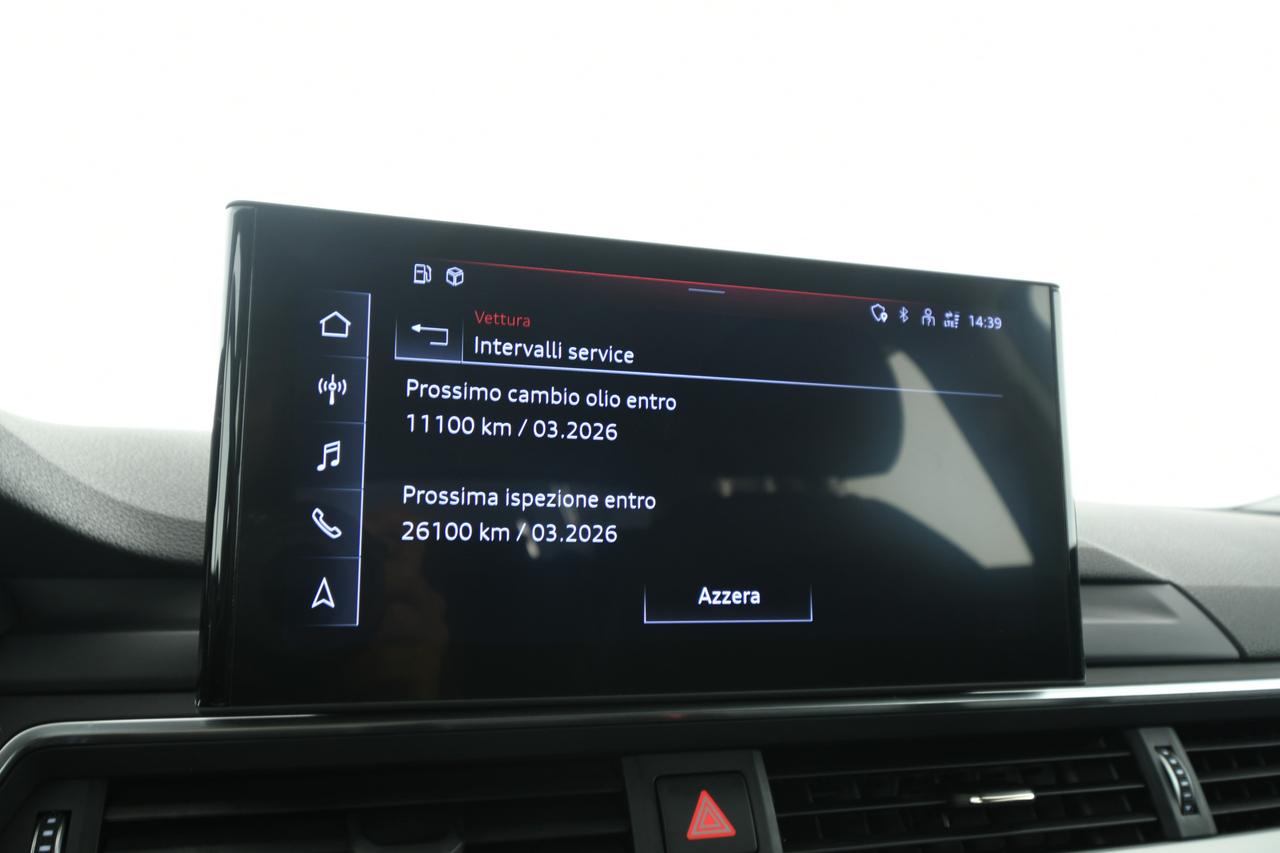 14:39
Vettura
Intervalli service
Prossimo cambio olio entro
11100 km / 03.2026
Prossima ispezione entro
26100 km / 03.2026
Azzera